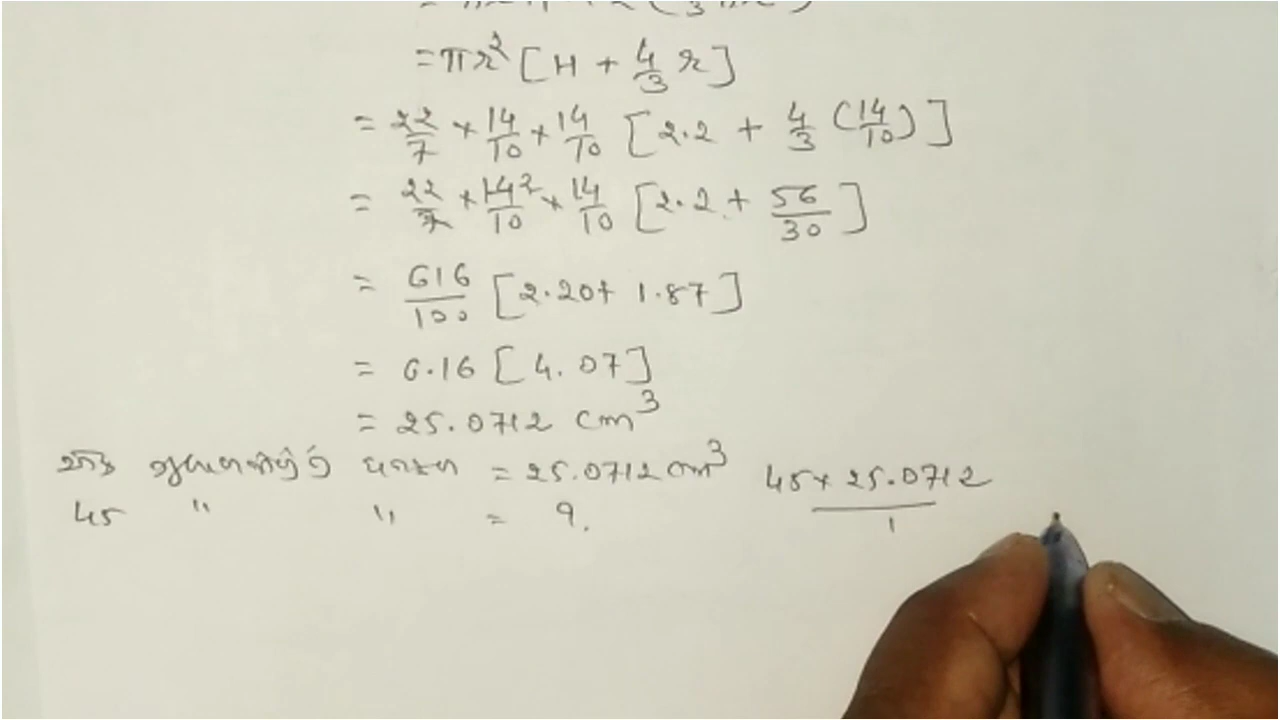 = πr² [H + 4/3 r]
= 22/7 × 14/10 × 14/10 [2.2 + 4/3 (14/10)]
= 22/7 × 14²/10 × 14/10 [2.2 + 56/30]
= 616/100 [2.20 + 1.87]
= 6.16 [4.07]
= 25.0712 cm³
= 25.0712 cm³ 45 × 25.0712/1
45 " " = ?.